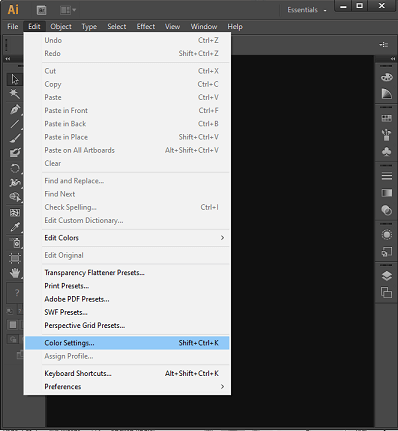 Ai
Essentials
File Edit Object Type Select Effect View Window Help
Undo Ctrl+Z
Redo Shift+Ctrl+Z
Cut Ctrl+X
Copy Ctrl+C
Paste Ctrl+V
Paste in Front Ctrl+F
Paste in Back Ctrl+B
Paste in Place Shift+Ctrl+V
Paste on All Artboards Alt+Shift+Ctrl+V
Clear
Find and Replace...
Find Next
Check Spelling... Ctrl+I
Edit Custom Dictionary...
Edit Colors
Edit Original
Transparency Flattener Presets...
Print Presets...
Adobe PDF Presets...
SWF Presets...
Perspective Grid Presets...
Color Settings... Shift+Ctrl+K
Assign Profile...
Keyboard Shortcuts... Alt+Shift+Ctrl+K
Preferences